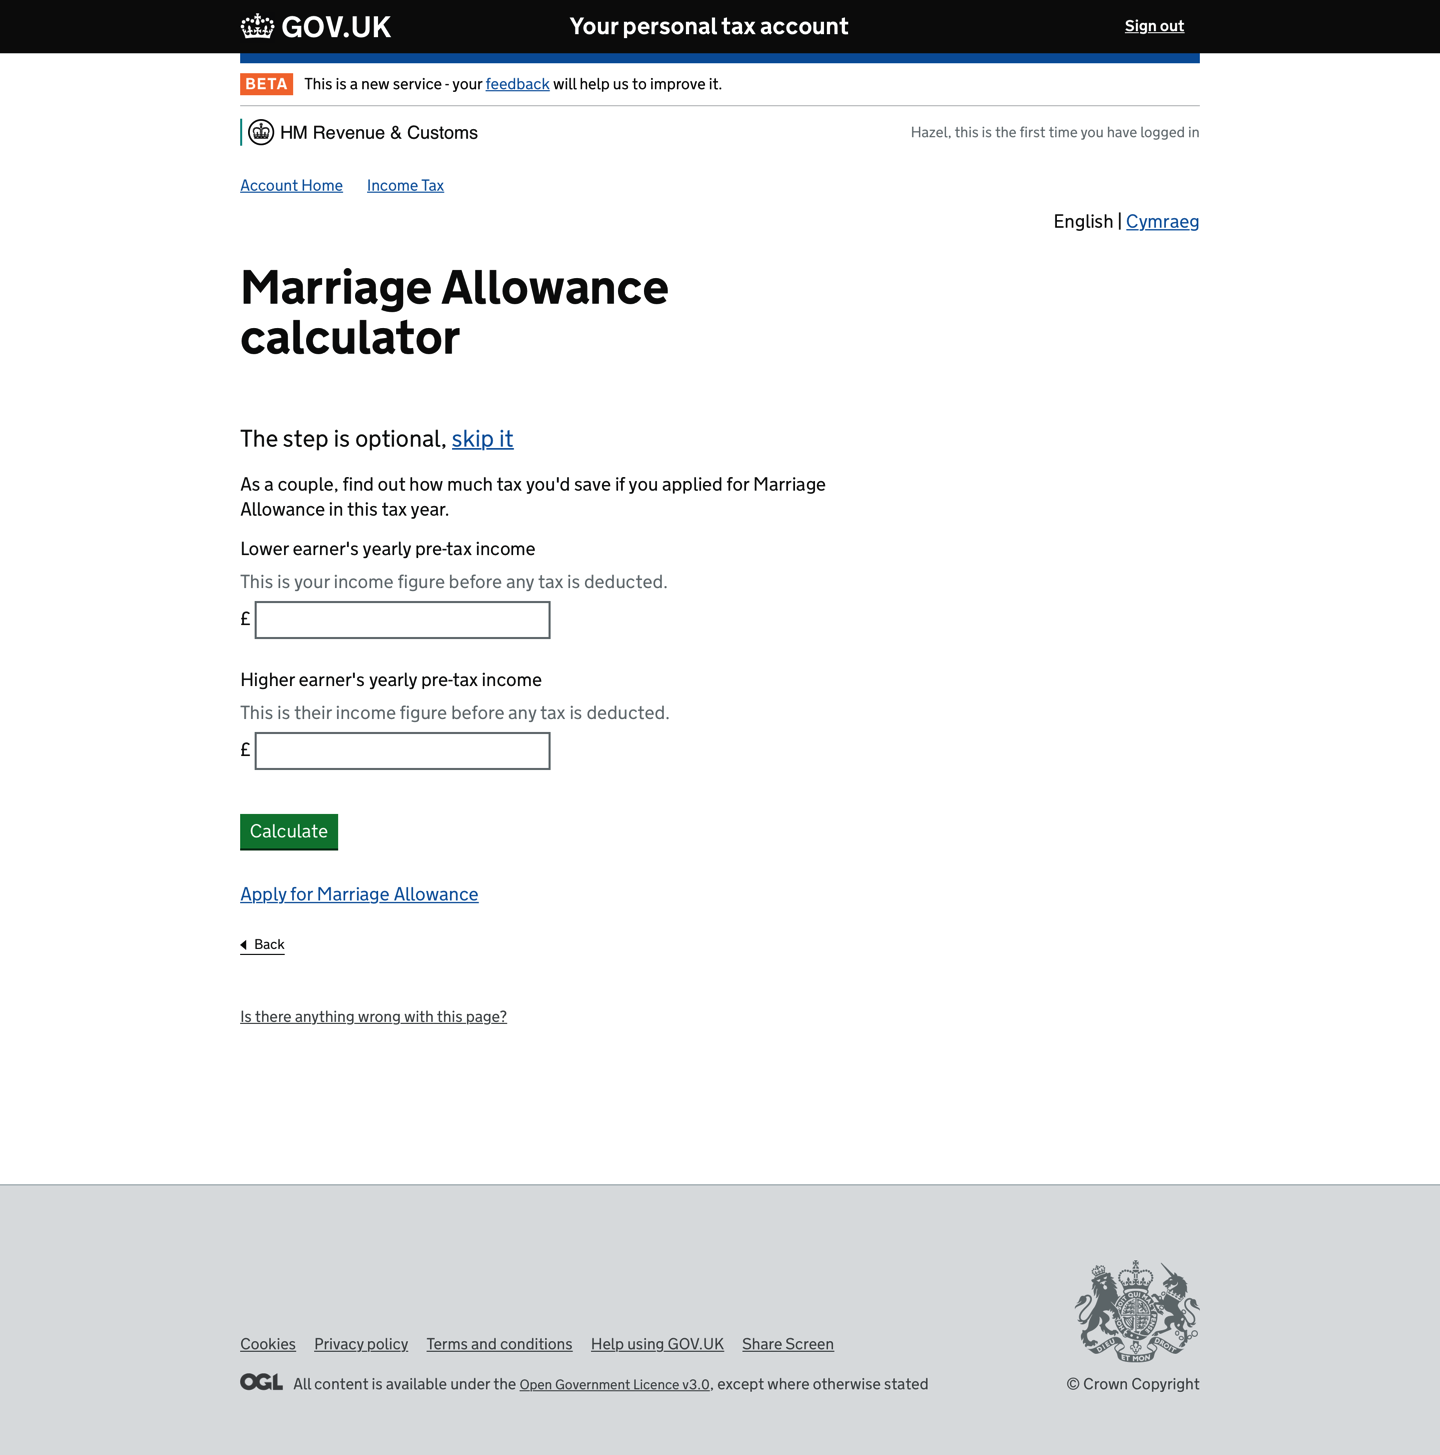 GOV.UK
Your personal tax account
Sign out
BETA This is a new service - your feedback will help us to improve it.
HM Revenue & Customs
Hazel, this is the first time you have logged in
Account Home Income Tax
English | Cymraeg
Marriage Allowance
calculator
The step is optional, skip it
As a couple, find out how much tax you'd save if you applied for Marriage
Allowance in this tax year.
Lower earner's yearly pre-tax income
This is your income figure before any tax is deducted.
£
Higher earner's yearly pre-tax income
This is their income figure before any tax is deducted.
£
Calculate
Apply for Marriage Allowance
Back
Is there anything wrong with this page?
Cookies Privacy policy Terms and conditions Help using GOV.UK Share Screen
OGL All content is available under the Open Government Licence v3.0, except where otherwise stated
© Crown Copyright